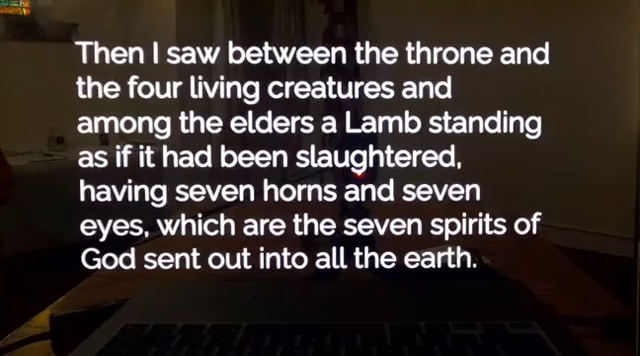 Then I saw between the throne and
the four living creatures and
among the elders a Lamb standing
as if it had been slaughtered,
having seven horns and seven
eyes, which are the seven spirits of
God sent out into all the earth.